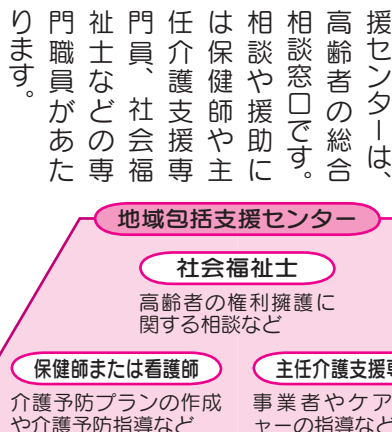 援センターは、
高齢者の総合
相談窓口です。
相談や援助に
は保健師や主
任介護支援専
門員、社会福
祉士などの専
門職員があた
ります。
地域包括支援センター
社会福祉士
高齢者の権利擁護に
関する相談など
保健師または看護師
介護予防プランの作成
や介護予防指導など
主任介護支援専
事業者やケア
ャーの指導など